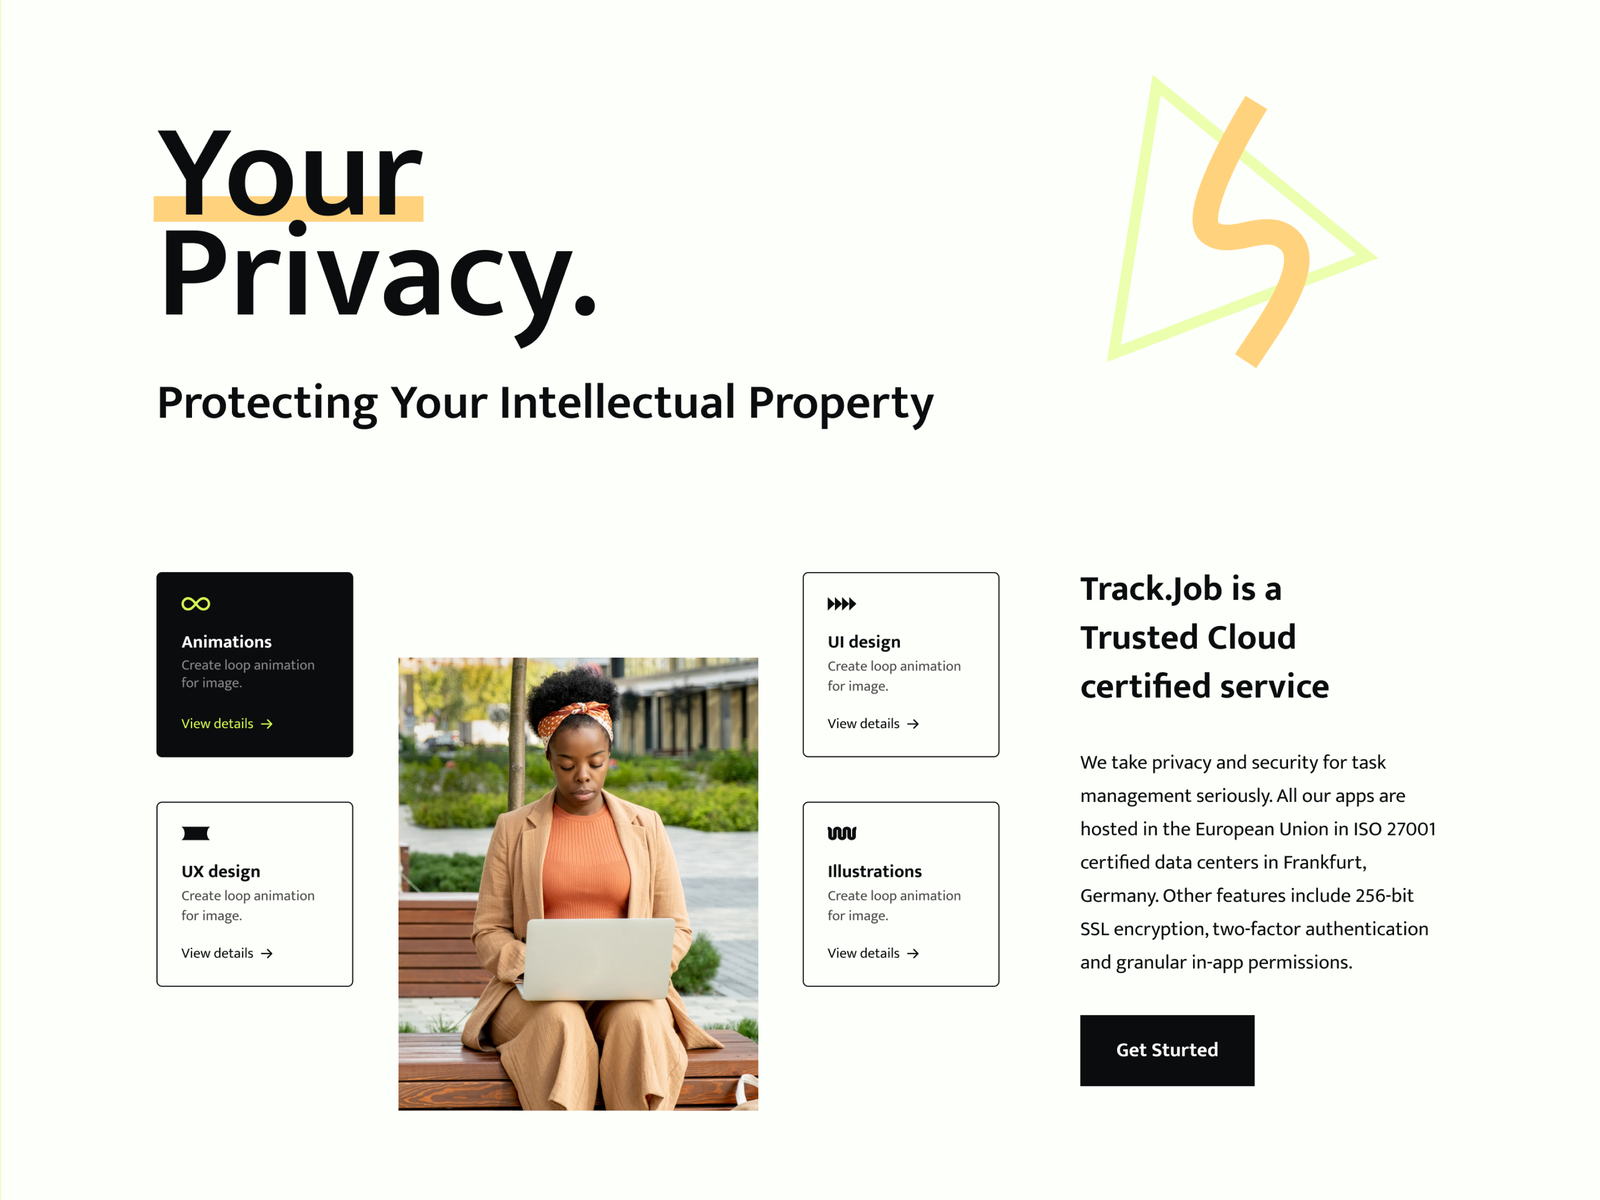 Your
Privacy.
Protecting Your Intellectual Property
Animations
Create loop animation
for image.
View details →
UX design
Create loop animation
for image.
View details →
UI design
Create loop animation
for image.
View details →
Illustrations
Create loop animation
for image.
View details →
Track.Job is a
Trusted Cloud
certified service
We take privacy and security for task
management seriously. All our apps are
hosted in the European Union in ISO 27001
certified data centers in Frankfurt,
Germany. Other features include 256-bit
SSL encryption, two-factor authentication
and granular in-app permissions.
Get Sturted